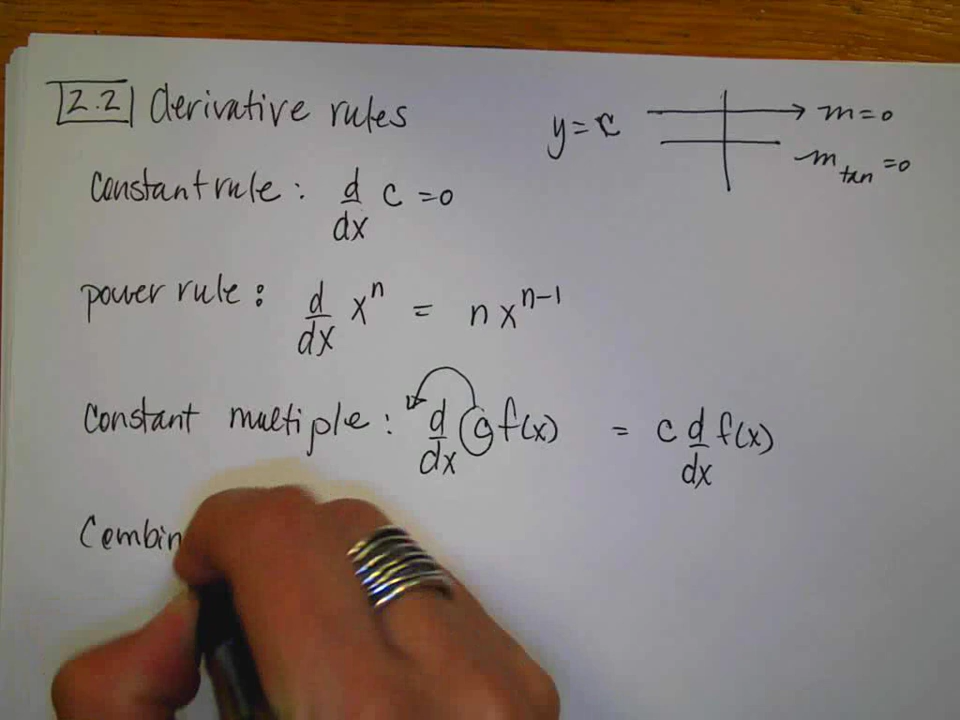 2.2 derivative rules
y = c
m = 0
m tan = 0
constant rule: d/dx c = 0
power rule: d/dx x^n = n x^(n-1)
Constant multiple: d/dx c f(x) = c d/dx f(x)
Combin